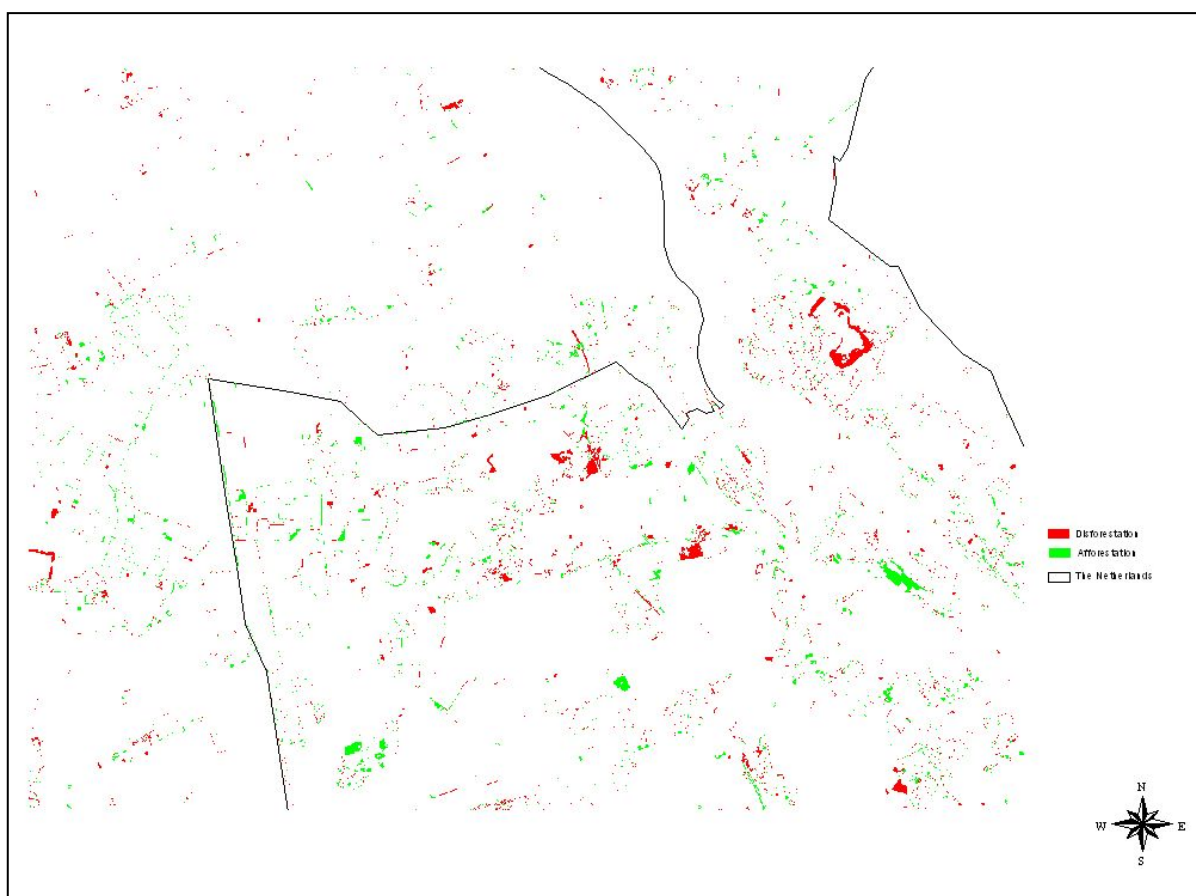 Disforestation
Afforestation
The Netherlands
N
W E
S